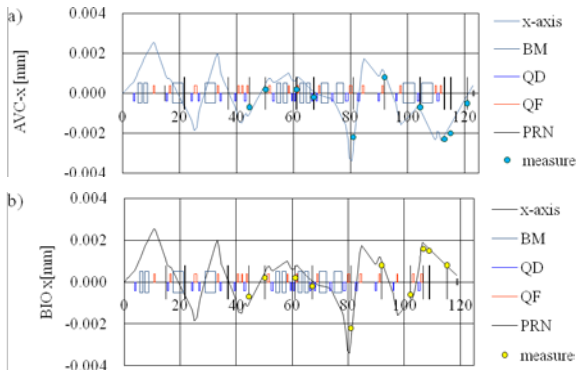 a)
AVC-x [mm]
0.004
0.002
0.000
-0.002
-0.004
0 20 40 60 80 100 120
x-axis
BM
QD
QF
PRN
measure
b)
BIO x[mm]
0.004
0.002
0.000
-0.002
-0.004
0 20 40 60 80 100 120
x-axis
BM
QD
QF
PRN
measure